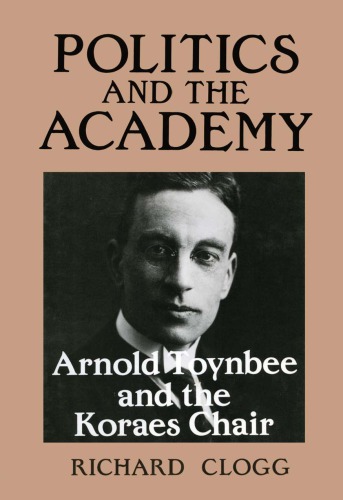 POLITICS
AND THE
ACADEMY
Arnold Toynbee
and the
Koraes Chair
RICHARD CLOGG